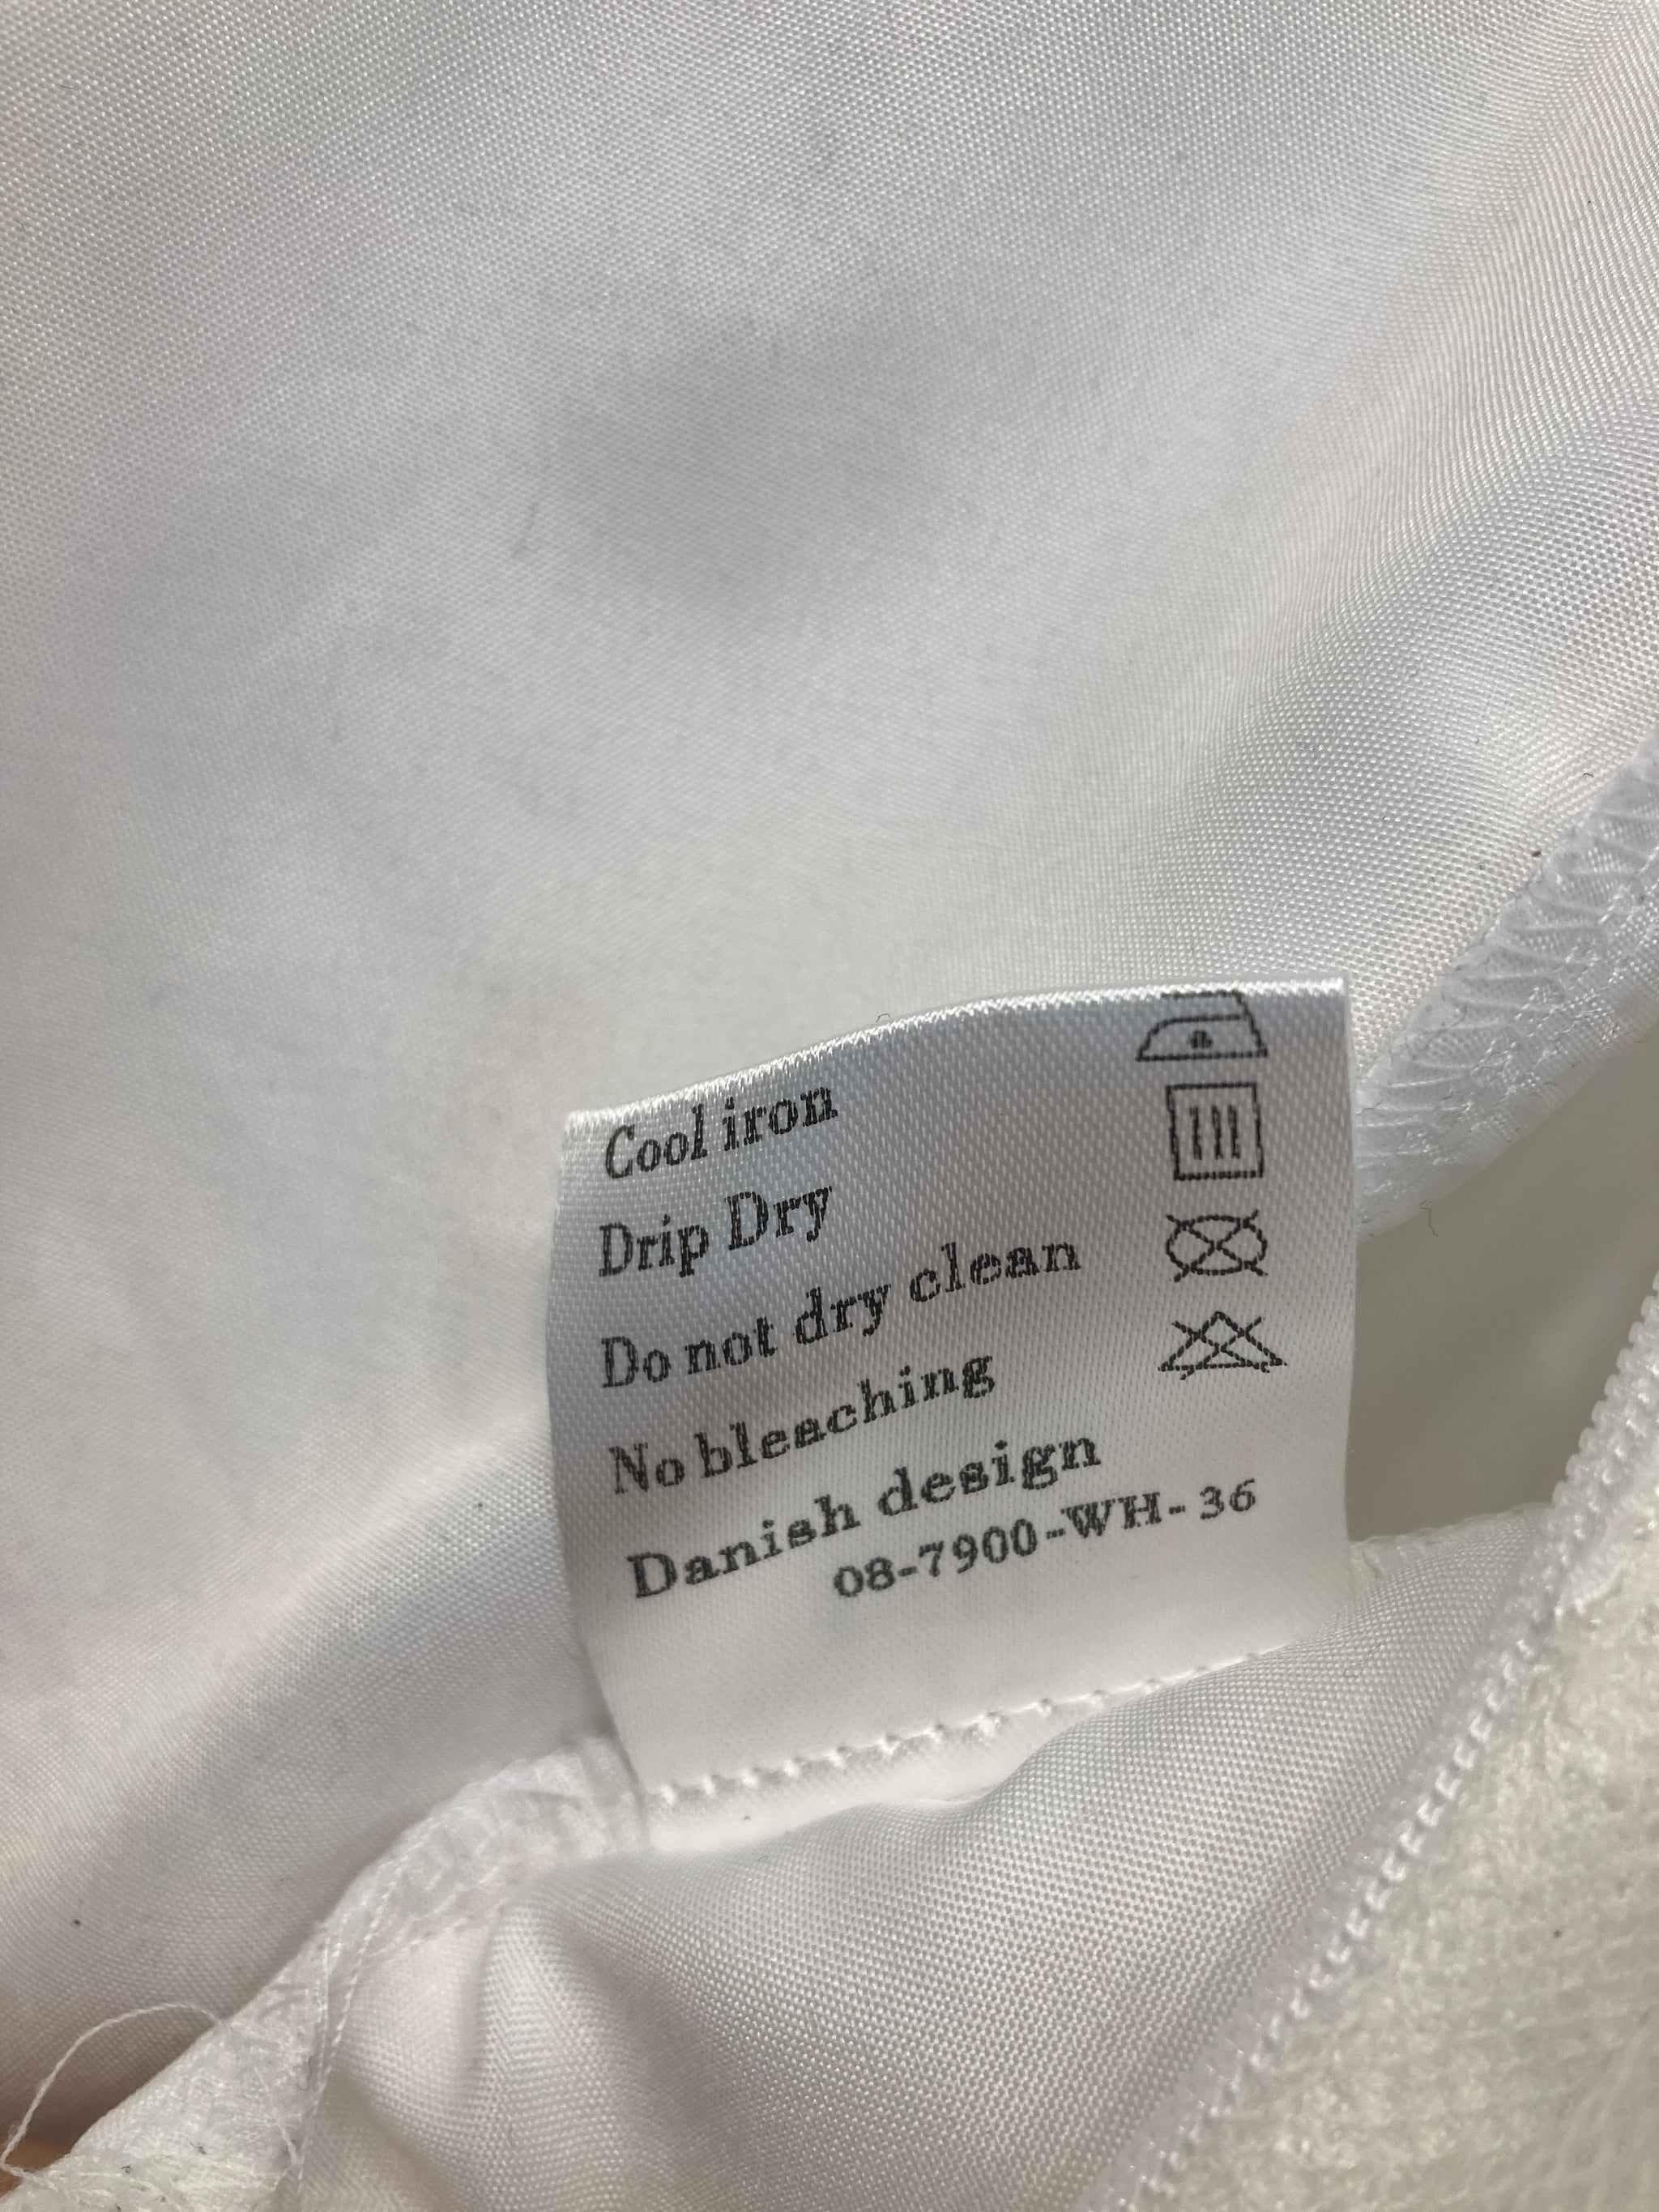 Cool iron
Drip Dry
Do not dry clean
No bleaching
Danish design
08-7900-WH-36